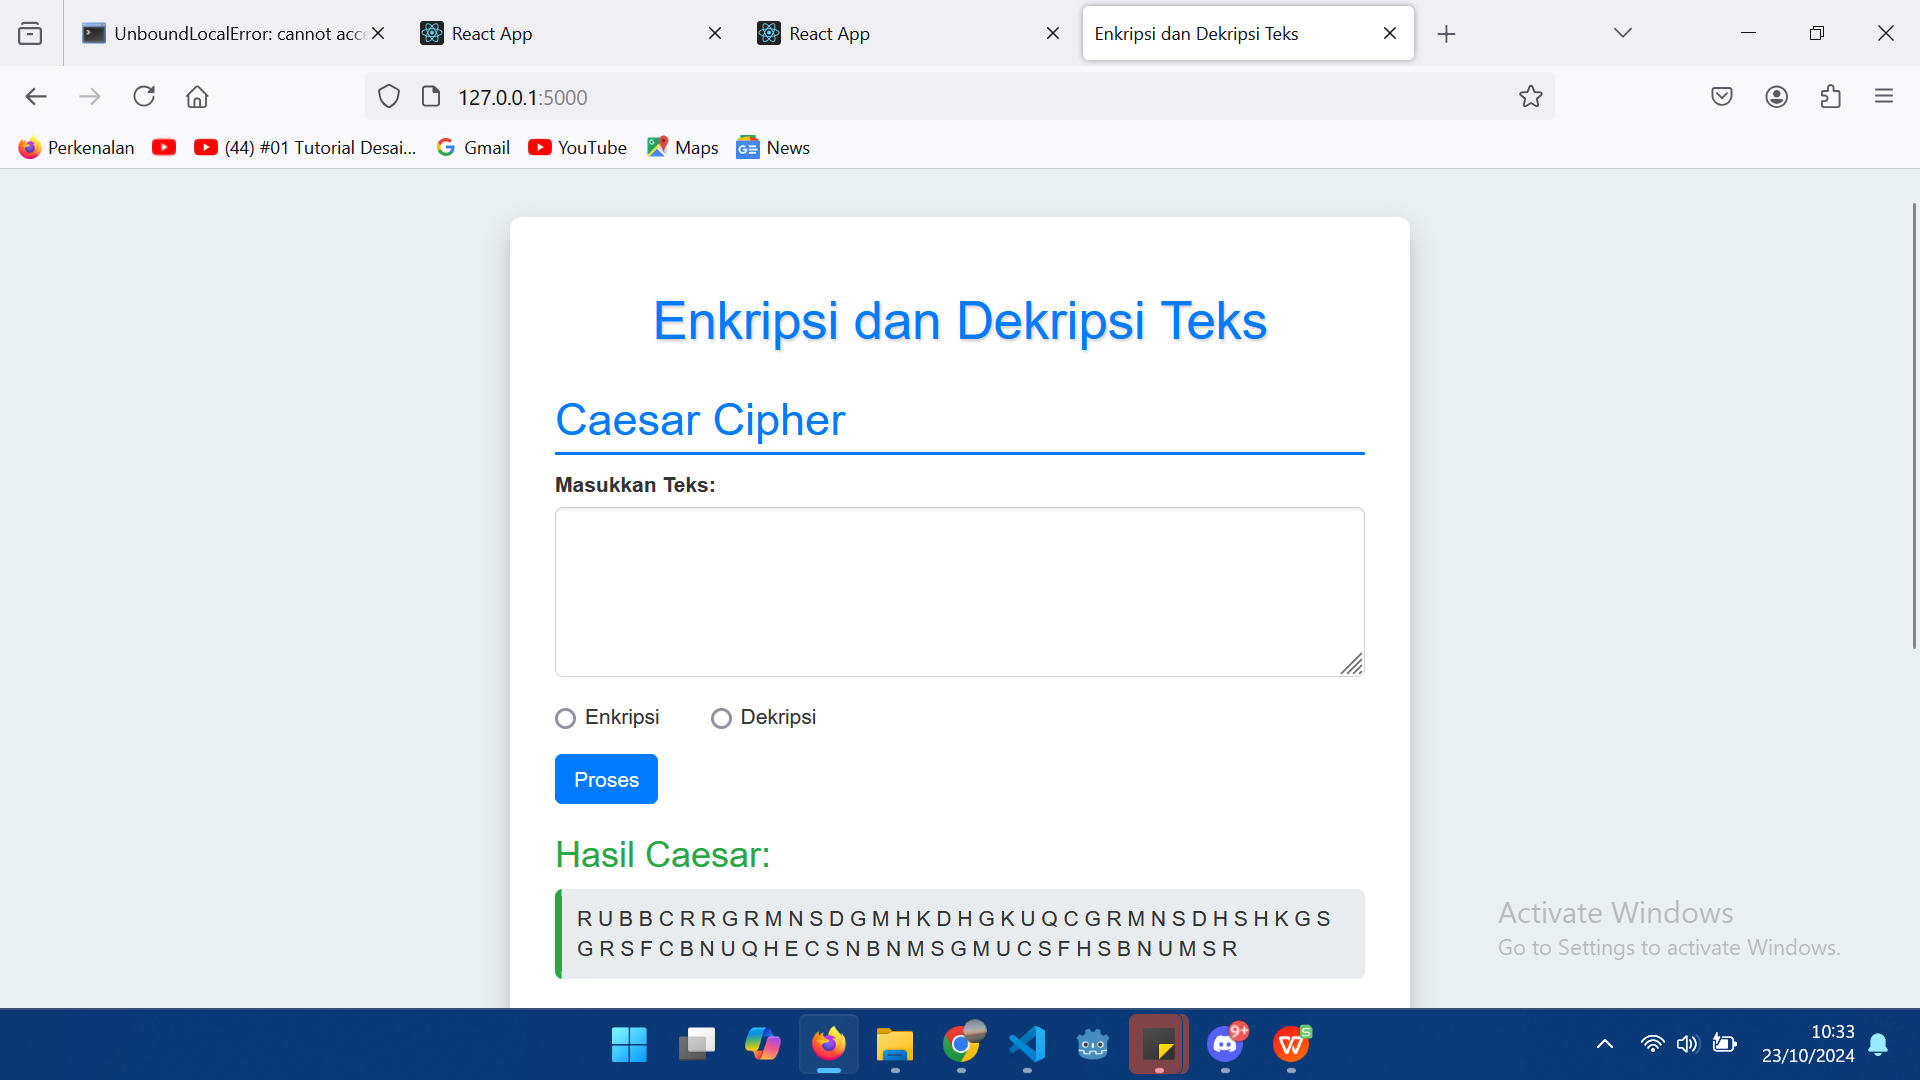 UnboundLocalError: cannot acce
React App
React App
Enkripsi dan Dekripsi Teks
127.0.0.1:5000
Perkenalan
(44) #01 Tutorial Desai...
Gmail
YouTube
Maps
News
Enkripsi dan Dekripsi Teks
Caesar Cipher
Masukkan Teks:
Enkripsi
Dekripsi
Proses
Hasil Caesar:
R U B B C R R G R M N S D G M H K D H G K U Q C G R M N S D H S H K G S
G R S F C B N U Q H E C S N B N M S G M U C S F H S B N U M S R
Activate Windows
Go to Settings to activate Windows.
9+
10:33
23/10/2024